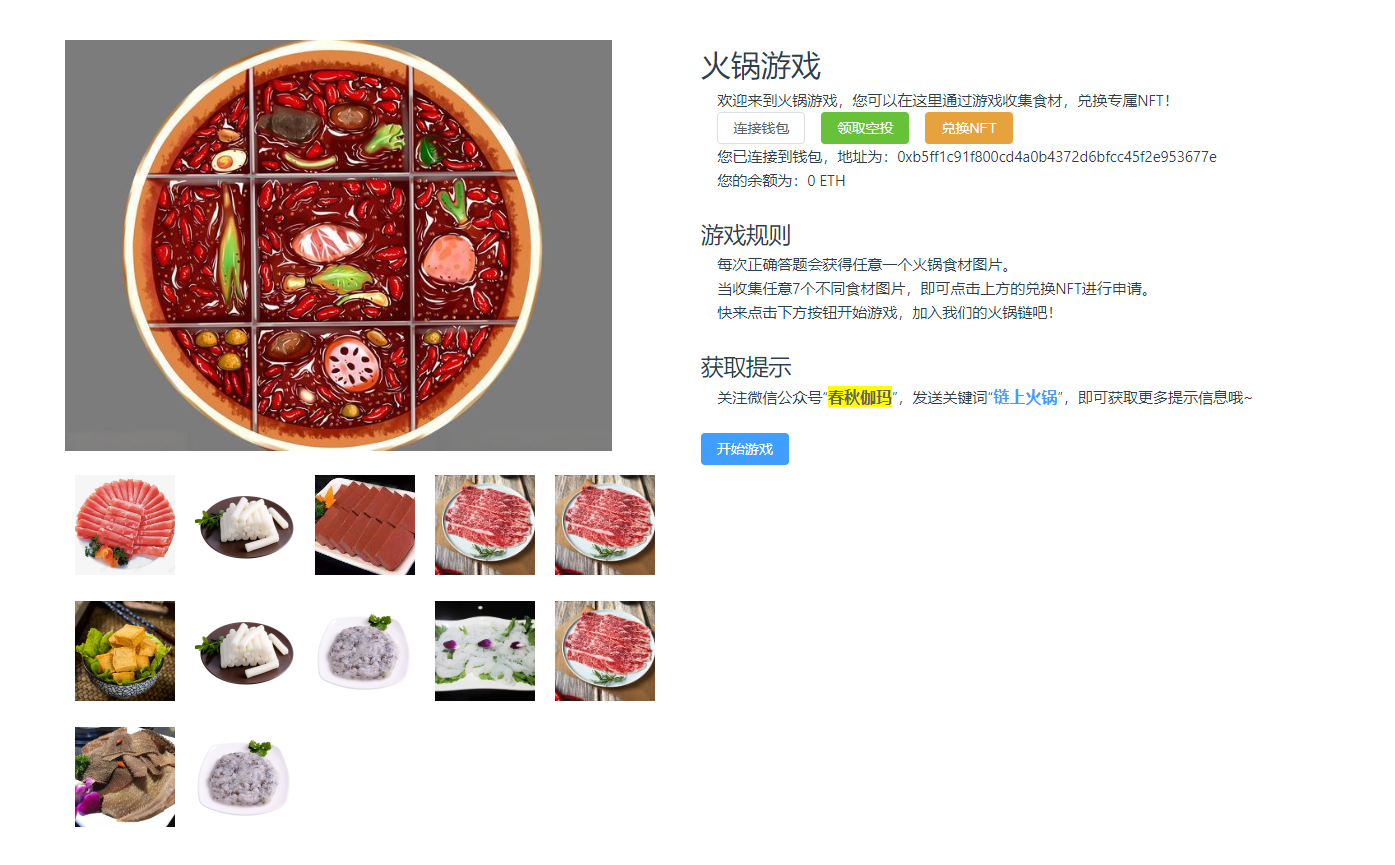 火锅游戏
欢迎来到火锅游戏，您可以在这里通过游戏收集食材，兑换专属NFT！
连接钱包 领取空投 兑换NFT
您已连接到钱包，地址为：0xb5ff1c91f800cd4a0b4372d6bfcc45f2e953677e
您的余额为：0 ETH
游戏规则
每次正确答题会获得任意一个火锅食材图片。
当收集任意7个不同食材图片，即可点击上方的兑换NFT进行申请。
快来点击下方按钮开始游戏，加入我们的火锅链吧！
获取提示
关注微信公众号“春秋伽玛”，发送关键词“链上火锅”，即可获取更多提示信息哦~
开始游戏